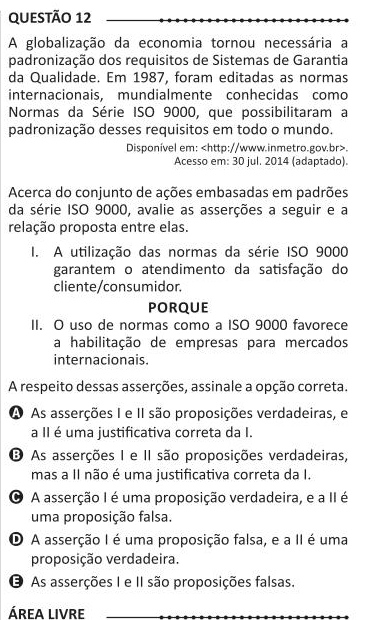 QUESTÃO 12
A globalização da economia tornou necessária a
padronização dos requisitos de Sistemas de Garantia
da Qualidade. Em 1987, foram editadas as normas
internacionais, mundialmente conhecidas como
Normas da Série ISO 9000, que possibilitaram a
padronização desses requisitos em todo o mundo.
Disponível em: <http://www.inmetro.gov.br>.
Acesso em: 30 jul. 2014 (adaptado).
Acerca do conjunto de ações embasadas em padrões
da série ISO 9000, avalie as asserções a seguir e a
relação proposta entre elas.
I. A utilização das normas da série ISO 9000
garantem o atendimento da satisfação do
cliente/consumidor.
PORQUE
II. O uso de normas como a ISO 9000 favorece
a habilitação de empresas para mercados
internacionais.
A respeito dessas asserções, assinale a opção correta.
A As asserções I e II são proposições verdadeiras, e
a II é uma justificativa correta da I.
B As asserções I e II são proposições verdadeiras,
mas a II não é uma justificativa correta da I.
C A asserção I é uma proposição verdadeira, e a II é
uma proposição falsa.
D A asserção I é uma proposição falsa, e a II é uma
proposição verdadeira.
E As asserções I e II são proposições falsas.
ÁREA LIVRE